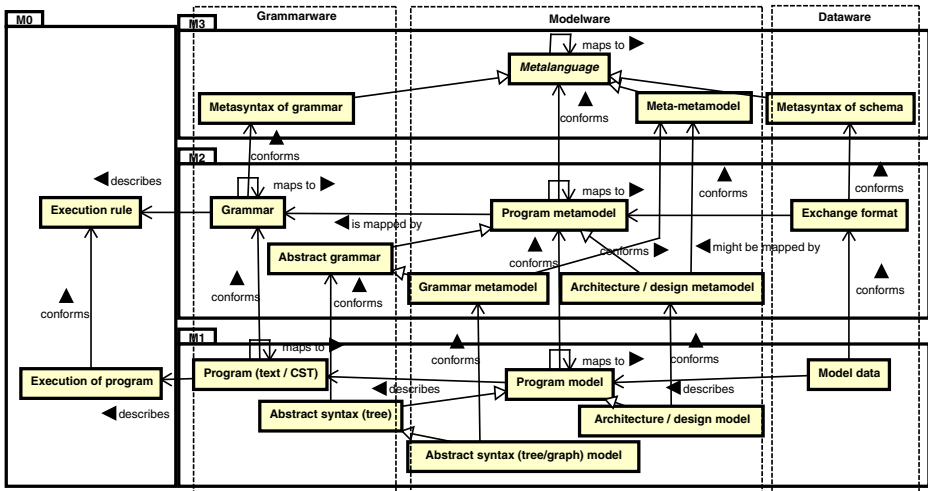 Grammarware
Modelware
Dataware
M0
M3
maps to
Metalanguage
Metasyntax of grammar
Meta-metamodel
Metasyntax of schema
conforms
conforms
M2
describes
maps to
maps to
conforms
conforms
Execution rule
Grammar
Program metamodel
Exchange format
is mapped by
Abstract grammar
conforms
conforms
might be mapped by
Grammar metamodel
Architecture / design metamodel
conforms
conforms
conforms
conforms
M1
maps to
conforms
maps to
conforms
Execution of program
Program (text / CST)
Program model
Model data
describes
describes
describes
Abstract syntax (tree)
Architecture / design model
Abstract syntax (tree/graph) model